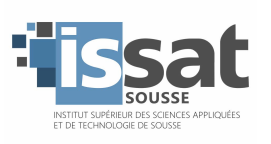 issat
SOUSSE
INSTITUT SUPÉRIEUR DES SCIENCES APPLIQUÉES
ET DE TECHNOLOGIE DE SOUSSE